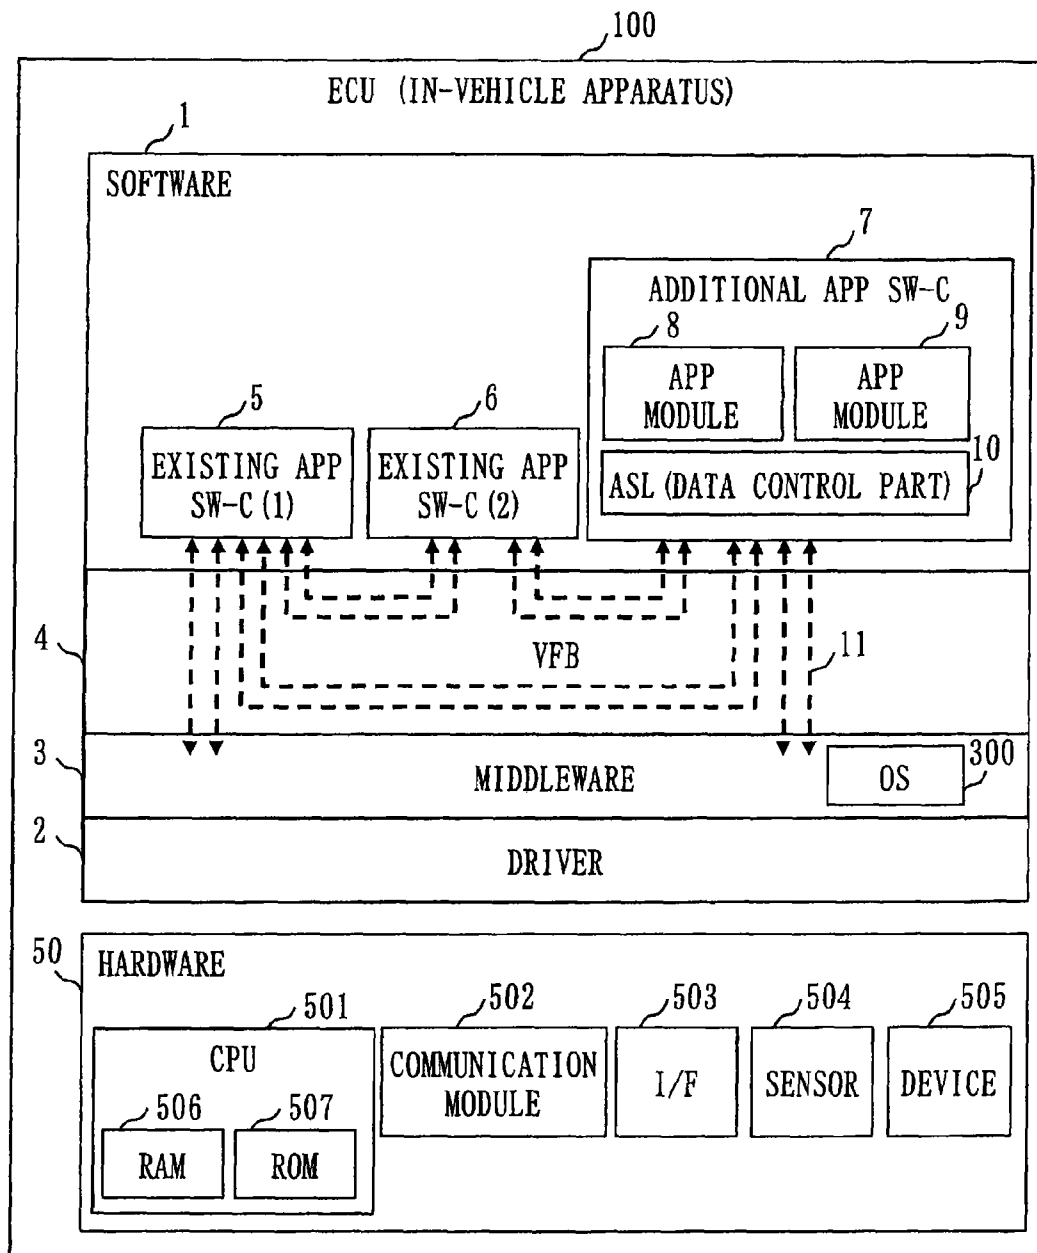 100
ECU (IN-VEHICLE APPARATUS)
1
SOFTWARE
7
ADDITIONAL APP SW-C
8
9
APP
MODULE
APP
MODULE
5
6
10
EXISTING APP
SW-C(1)
EXISTING APP
SW-C(2)
ASL(DATA CONTROL PART)
4
VFB
11
3
MIDDLEWARE
OS
300
2
DRIVER
50
HARDWARE
501
502
503
504
505
CPU
COMMUNICATION
MODULE
I/F
SENSOR
DEVICE
506
507
RAM
ROM